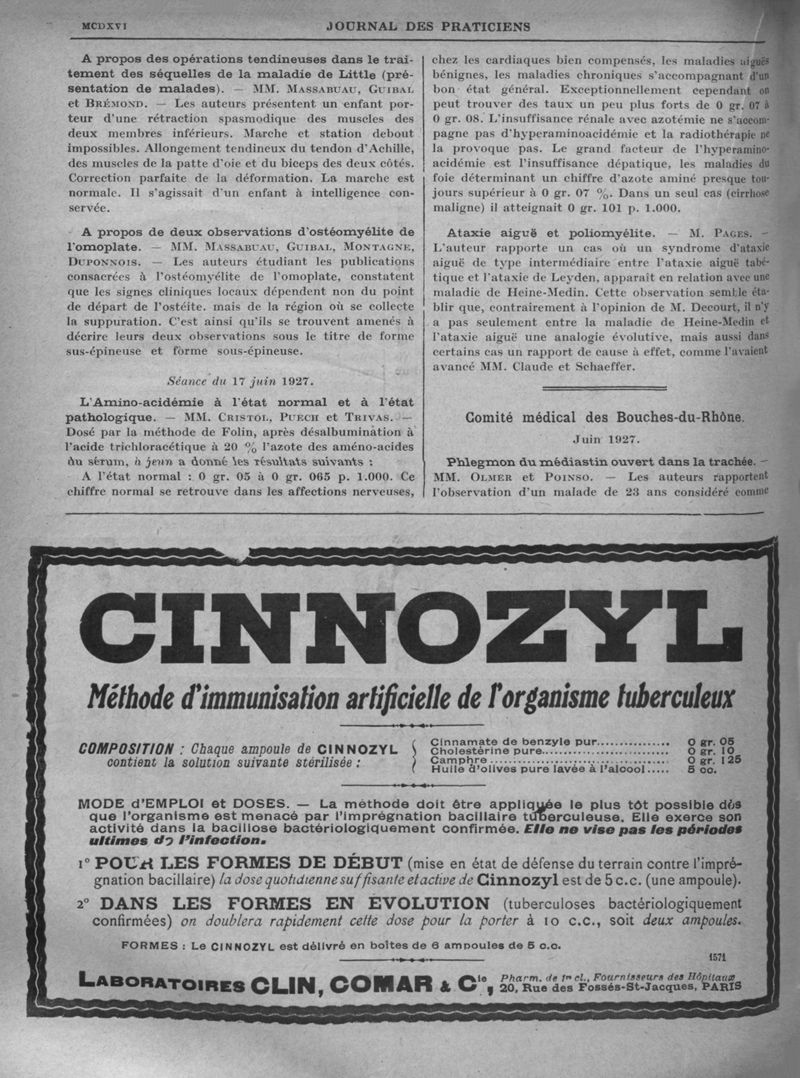 MCDXVI
JOURNAL DES PRATICIENS
A propos des opérations tendineuses dans le trai-
tement des séquelles de la maladie de Little (pré-
sentation de malades). — MM. MASSABUAU, GUIBAL
et BRÉMOND. — Les auteurs présentent un enfant por-
teur d'une rétraction spasmodique des muscles des
deux membres inférieurs. Marche et station debout
impossibles. Allongement tendineux du tendon d'Achille,
des muscles de la patte d'oie et du biceps des deux côtés.
Correction parfaite de la déformation. La marche est
normale. Il s'agissait d'un enfant à intelligence con-
servée.
A propos de deux observations d'ostéomyélite de
l'omoplate. — MM. MASSABUAU, GUIBAL, MONTAGNE,
DUPONNOIS. — Les auteurs étudiant les publications
consacrées à l'ostéomyélite de l'omoplate, constatent
que les signes cliniques locaux dépendent non du point
de départ de l'ostéite. mais de la région où se collecte
la suppuration. C'est ainsi qu'ils se trouvent amenés à
décrire leurs deux observations sous le titre de forme
sus-épineuse et forme sous-épineuse.
Séance du 17 juin 1927.
L'Amino-acidémie à l'état normal et à l'état
pathologique. — MM. CRISTOL, PUECH et TRIVAS. —
Dosé par la méthode de Folin, après désalbumination à
l'acide trichloracétique à 20 % l'azote des améno-acides
du sérum, à jeun a donné les résultats suivants :
A l'état normal : 0 gr. 05 à 0 gr. 065 p. 1.000. Ce
chiffre normal se retrouve dans les affections nerveuses,
chez les cardiaques bien compensés, les maladies aiguës
bénignes, les maladies chroniques s'accompagnant d'un
bon état général. Exceptionnellement cependant on
peut trouver des taux un peu plus forts de 0 gr. 07 à
0 gr. 08. L'insuffisance rénale avec azotémie ne s'accom-
pagne pas d'hyperaminoacidémie et la radiothérapie ne
la provoque pas. Le grand facteur de l'hyperamino-
acidémie est l'insuffisance dépatique, les maladies du
foie déterminant un chiffre d'azote aminé presque tou-
jours supérieur à 0 gr. 07 %. Dans un seul cas (cirrhose
maligne) il atteignait 0 gr. 101 p. 1.000.
Ataxie aiguë et poliomyélite. — M. PAGES. —
L'auteur rapporte un cas où un syndrome d'ataxie
aiguë de type intermédiaire entre l'ataxie aiguë tabé-
tique et l'ataxie de Leyden, apparaît en relation avec une
maladie de Heine-Medin. Cette observation semble éta-
blir que, contrairement à l'opinion de M. Decourt, il n'y
a pas seulement entre la maladie de Heine-Medin et
l'ataxie aiguë une analogie évolutive, mais aussi dans
certains cas un rapport de cause à effet, comme l'avaient
avancé MM. Claude et Schaeffer.
Comité médical des Bouches-du-Rhône.
Juin 1927.
Phlegmon du médiastin ouvert dans la trachée. —
MM. OLMER et POINSO. — Les auteurs rapportent
l'observation d'un malade de 23 ans considéré comme
CINNOZYL
Méthode d'immunisation artificielle de l'organisme tuberculeux
COMPOSITION : Chaque ampoule de CINNOZYL
contient la solution suivante stérilisée :
Cinnamate de benzyle pur............... 0 gr. 05
Cholestérine pure........................... 0 gr. 10
Camphre....................................... 0 gr. 125
Huile d'olives pure lavée à l'alcool..... 5 cc.
MODE d'EMPLOI et DOSES. — La méthode doit être appliquée le plus tôt possible dès
que l'organisme est menacé par l'imprégnation bacillaire tuberculeuse. Elle exerce son
activité dans la bacillose bactériologiquement confirmée. Elle ne vise pas les périodes
ultimes de l'infection.
1° POUR LES FORMES DE DÉBUT (mise en état de défense du terrain contre l'impré-
gnation bacillaire) la dose quotidienne suffisante et active de Cinnozyl est de 5 c.c. (une ampoule).
2° DANS LES FORMES EN ÉVOLUTION (tuberculoses bactériologiquement
confirmées) on doublera rapidement cette dose pour la porter à 10 c.c., soit deux ampoules.
FORMES : Le CINNOZYL est délivré en boîtes de 6 ampoules de 5 c.c.
1571
LABORATOIRES CLIN, COMAR & Cie, Pharm. de 1re cl., Fournisseurs des Hôpitaux
20, Rue des Fossés-St-Jacques, PARIS